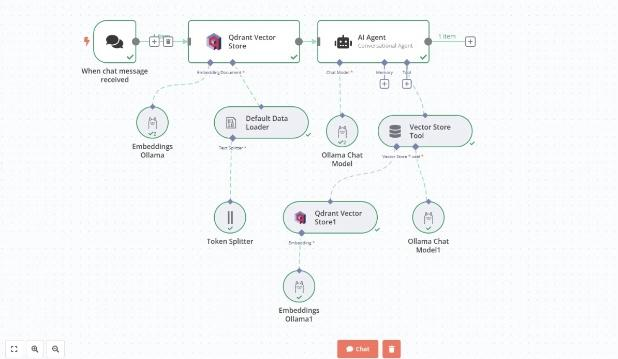 Qdrant Vector
Store
AI Agent
Conversational Agent
1 item
When chat message
received
Embedding
Document *
Chat Model *
Memory
Tool
Embeddings
Ollama
Default Data
Loader
Ollama Chat
Model
Vector Store
Tool
Text Splitter *
Vector Store *
Token Splitter
Qdrant Vector
Store1
Ollama Chat
Model1
Embedding *
Embeddings
Ollama1
Chat